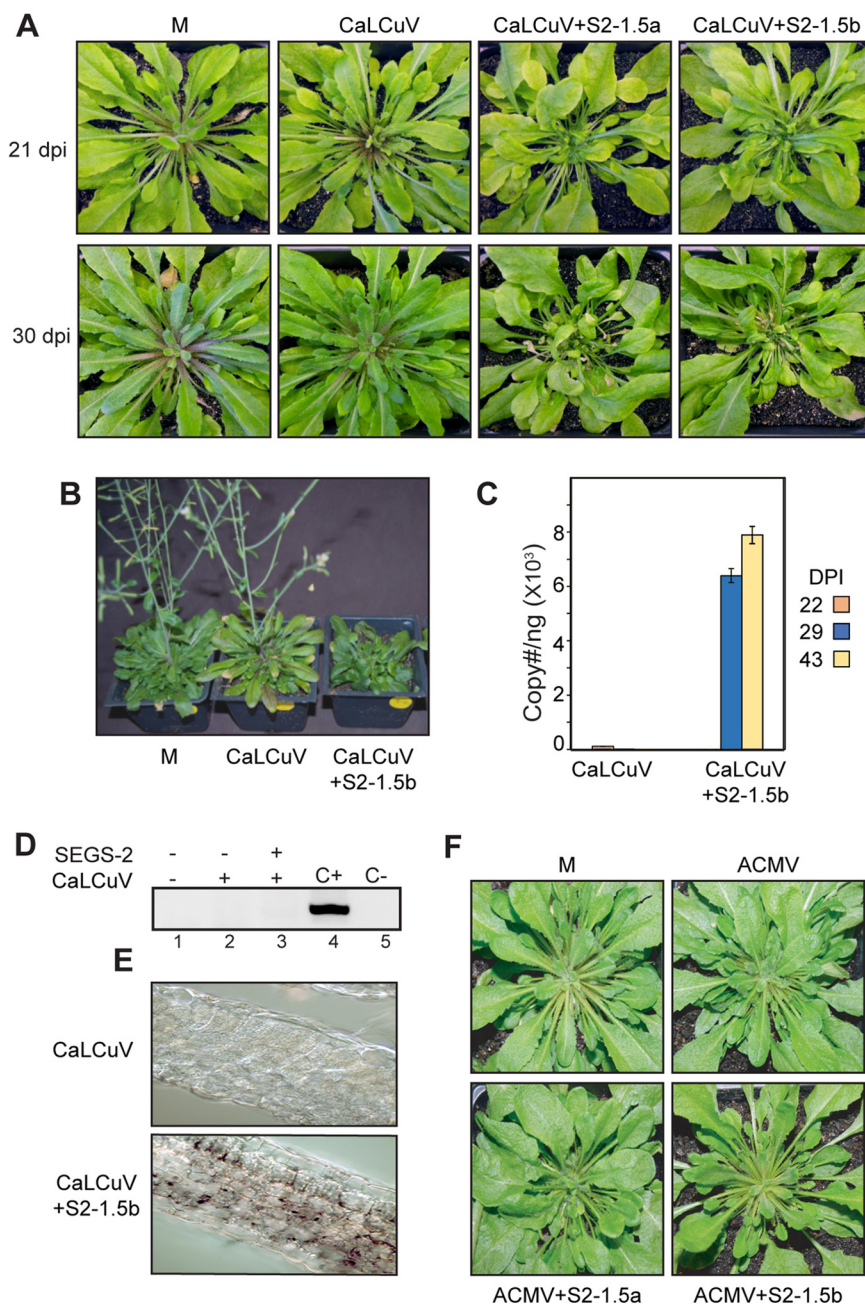 A
M CaLCuV CaLCuV+S2-1.5a CaLCuV+S2-1.5b
21 dpi
30 dpi
B
M CaLCuV CaLCuV
+S2-1.5b
C
Copy#/ng (X10³)
8
6
4
2
0
CaLCuV CaLCuV
+S2-1.5b
DPI
22
29
43
D
SEGS-2 - - +
CaLCuV - + + C+ C-
1 2 3 4 5
E
CaLCuV
CaLCuV
+S2-1.5b
F
M ACMV
ACMV+S2-1.5a ACMV+S2-1.5b